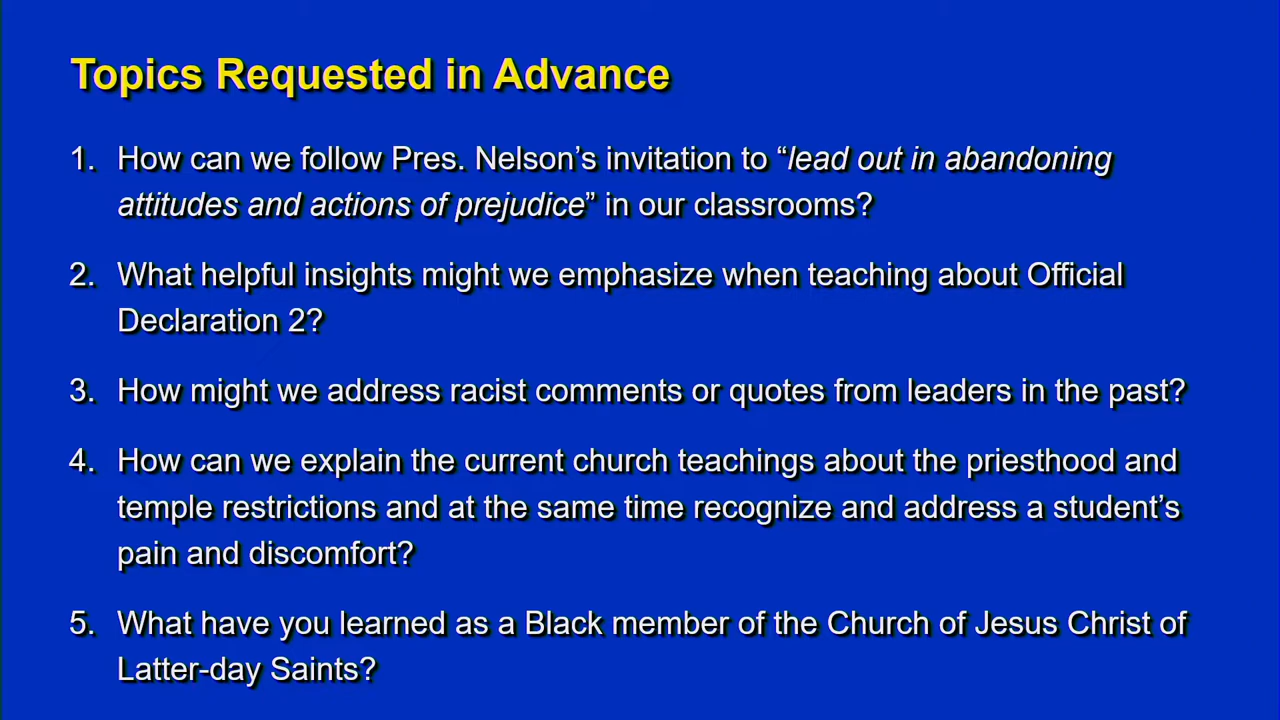 Topics Requested in Advance
1. How can we follow Pres. Nelson’s invitation to “lead out in abandoning
attitudes and actions of prejudice” in our classrooms?
2. What helpful insights might we emphasize when teaching about Official
Declaration 2?
3. How might we address racist comments or quotes from leaders in the past?
4. How can we explain the current church teachings about the priesthood and
temple restrictions and at the same time recognize and address a student’s
pain and discomfort?
5. What have you learned as a Black member of the Church of Jesus Christ of
Latter-day Saints?